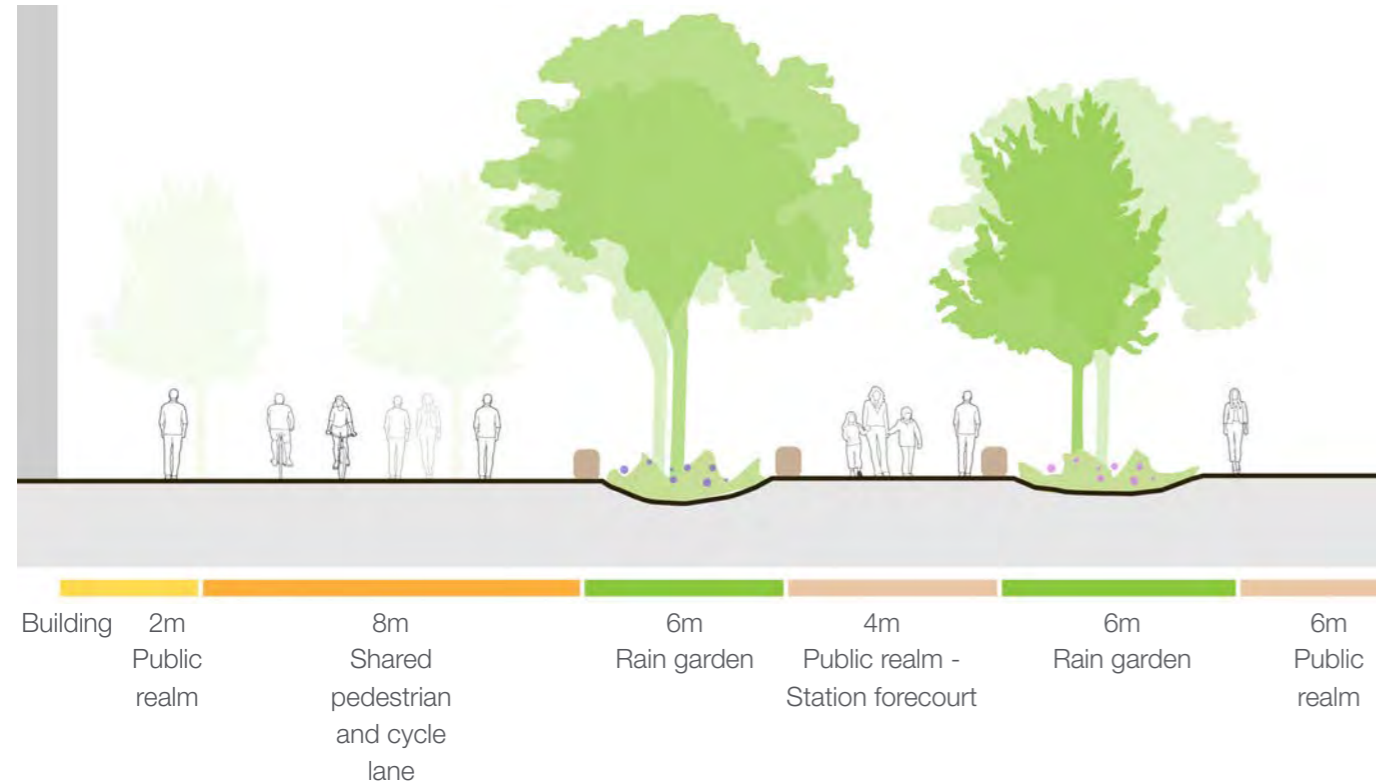 Building
2m
Public
realm
8m
Shared
pedestrian
and cycle
lane
6m
Rain garden
4m
Public realm -
Station forecourt
6m
Rain garden
6m
Public
realm